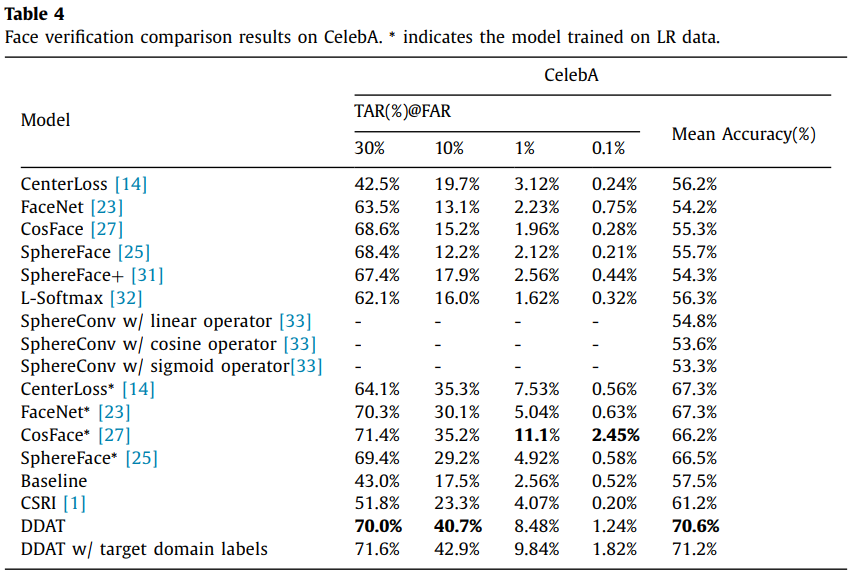 Table 4
Face verification comparison results on CelebA. * indicates the model trained on LR data.
CelebA
TAR(%)@FAR
Model
Mean Accuracy(%)
30% 10% 1% 0.1%
CenterLoss [14] 42.5% 19.7% 3.12% 0.24% 56.2%
FaceNet [23] 63.5% 13.1% 2.23% 0.75% 54.2%
CosFace [27] 68.6% 15.2% 1.96% 0.28% 55.3%
SphereFace [25] 68.4% 12.2% 2.12% 0.21% 55.7%
SphereFace+ [31] 67.4% 17.9% 2.56% 0.44% 54.3%
L-Softmax [32] 62.1% 16.0% 1.62% 0.32% 56.3%
SphereConv w/ linear operator [33] - - - - 54.8%
SphereConv w/ cosine operator [33] - - - - 53.6%
SphereConv w/ sigmoid operator[33] - - - - 53.3%
CenterLoss* [14] 64.1% 35.3% 7.53% 0.56% 67.3%
FaceNet* [23] 70.3% 30.1% 5.04% 0.63% 67.3%
CosFace* [27] 71.4% 35.2% 11.1% 2.45% 66.2%
SphereFace* [25] 69.4% 29.2% 4.92% 0.58% 66.5%
Baseline 43.0% 17.5% 2.56% 0.52% 57.5%
CSRI [1] 51.8% 23.3% 4.07% 0.20% 61.2%
DDAT 70.0% 40.7% 8.48% 1.24% 70.6%
DDAT w/ target domain labels 71.6% 42.9% 9.84% 1.82% 71.2%